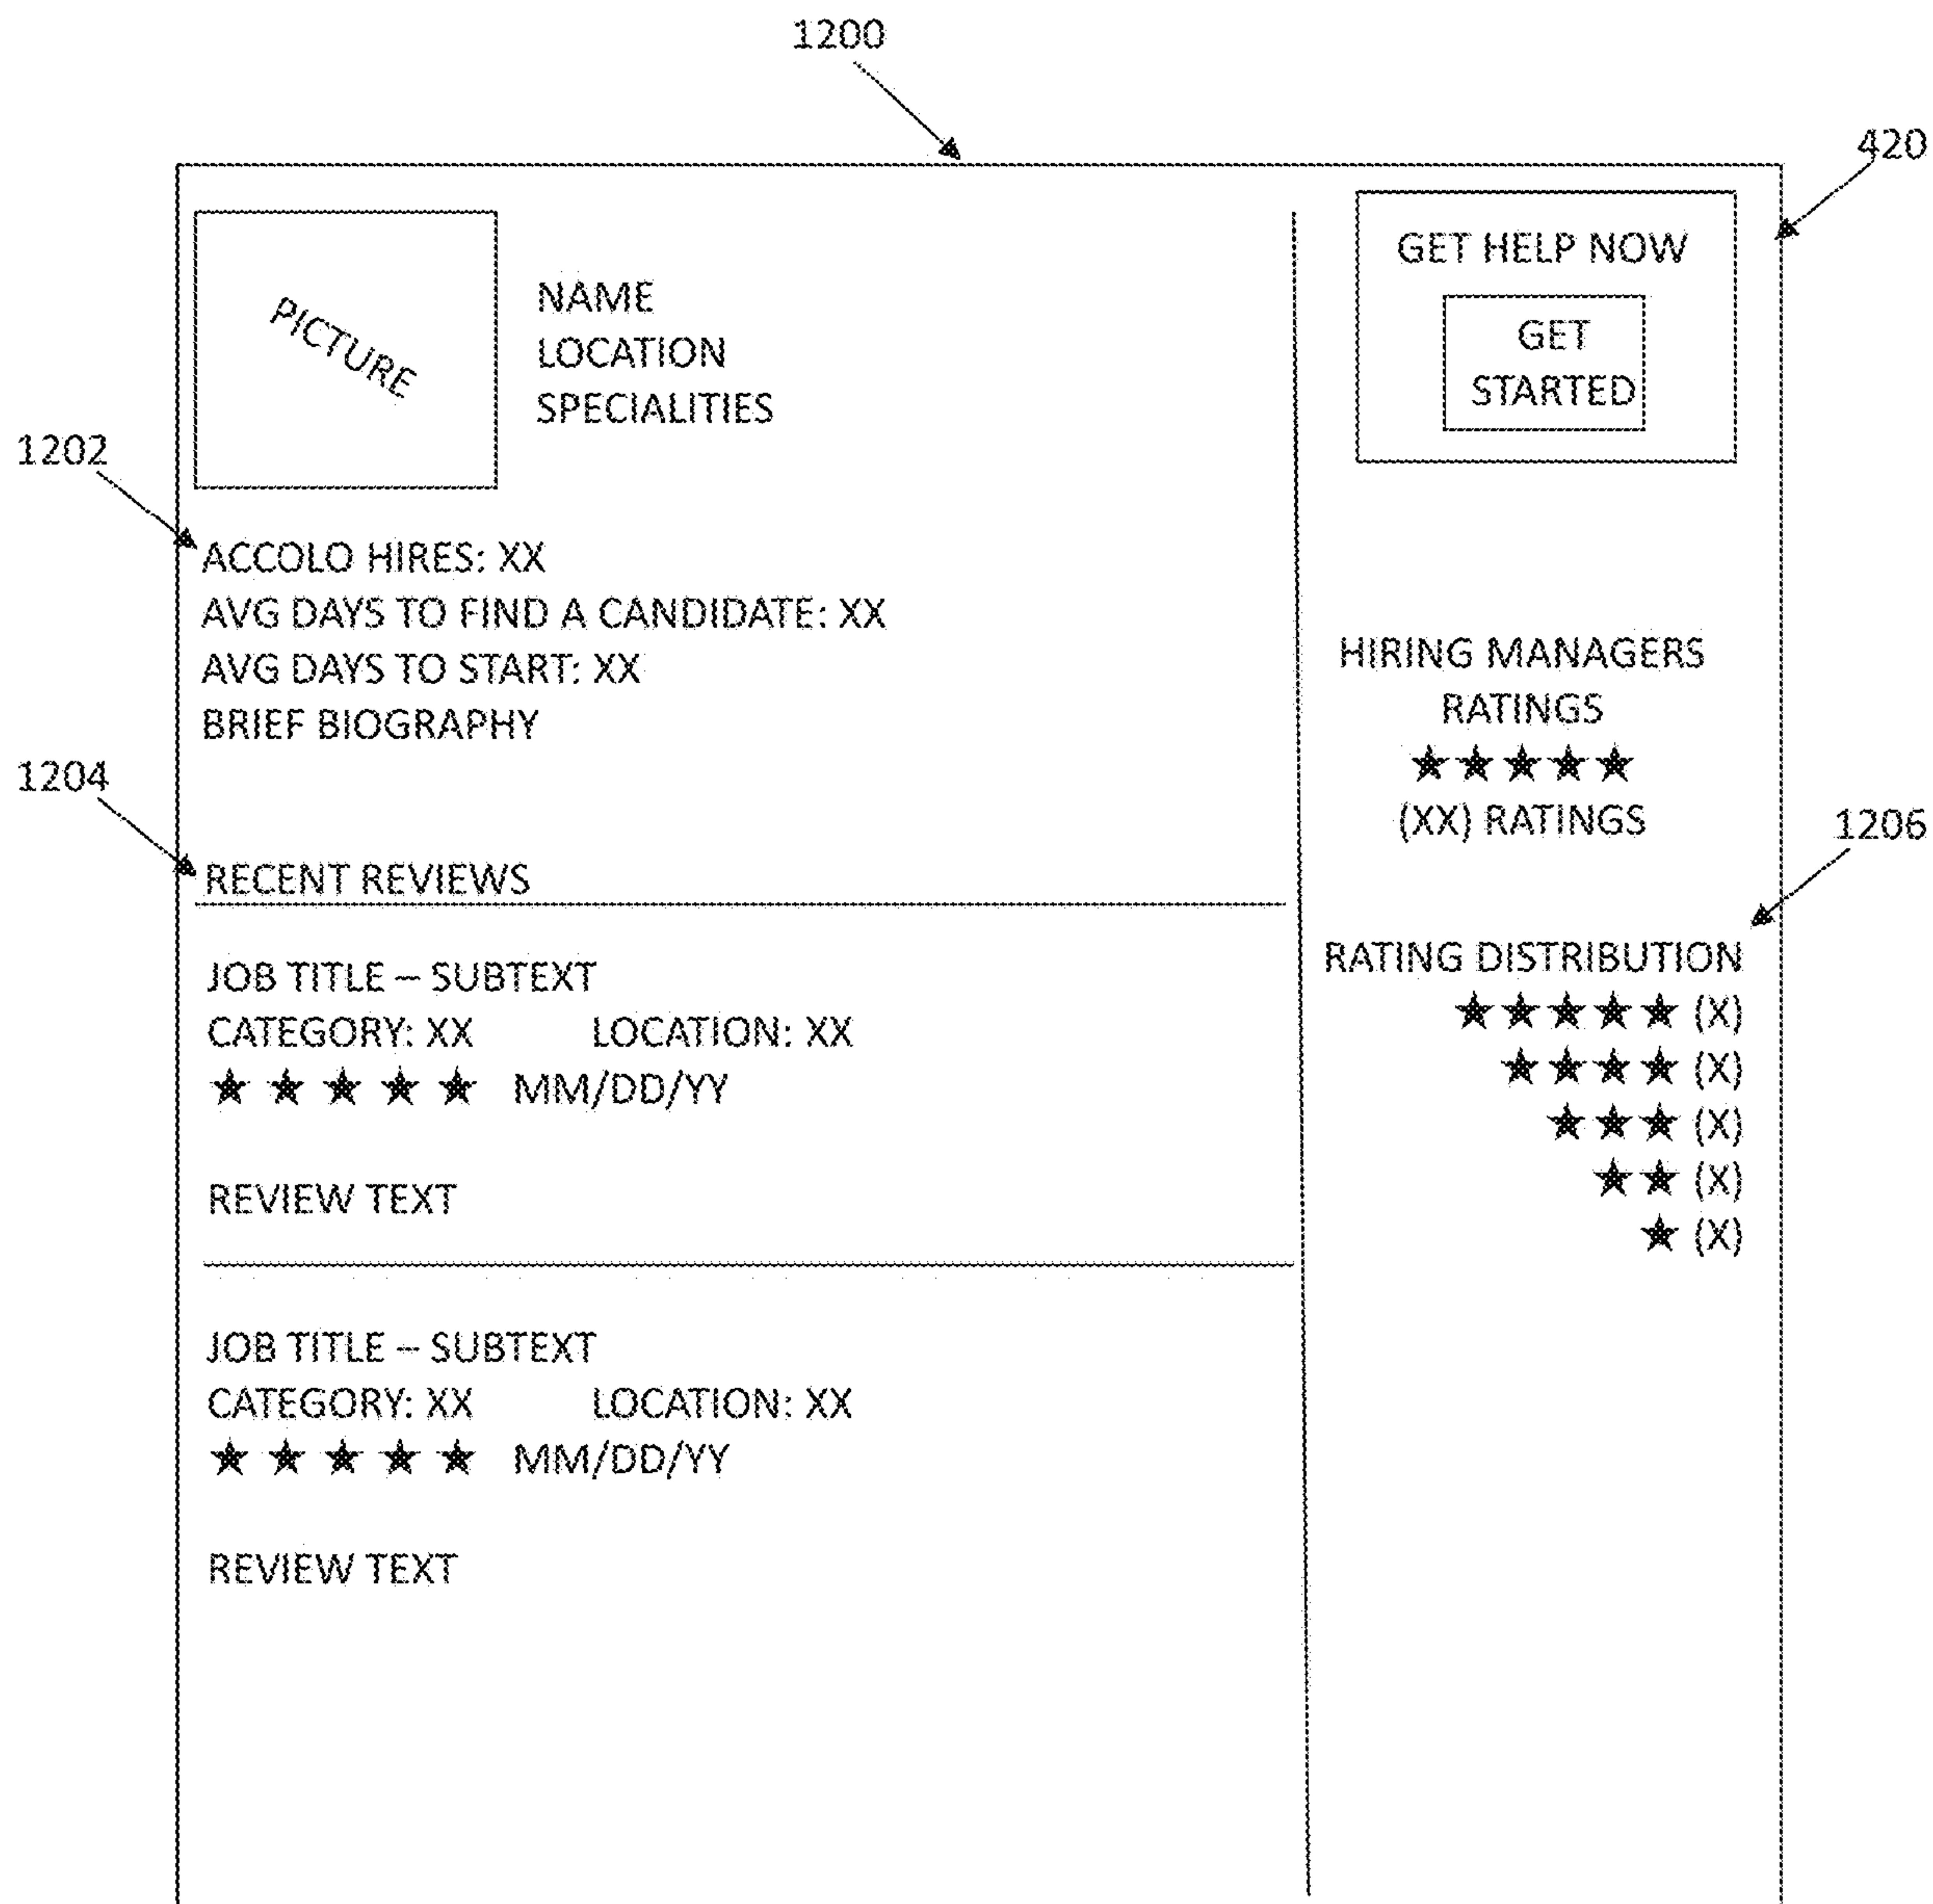 1200
420
PICTURE
NAME
LOCATION
SPECIALITIES
GET HELP NOW
GET
STARTED
1202
ACCOLO HIRES: XX
AVG DAYS TO FIND A CANDIDATE: XX
AVG DAYS TO START: XX
BRIEF BIOGRAPHY
HIRING MANAGERS
RATINGS
★★★★★
(XX) RATINGS
1204
RECENT REVIEWS
1206
RATING DISTRIBUTION
★★★★★ (X)
★★★★ (X)
★★★ (X)
★★ (X)
★ (X)
JOB TITLE – SUBTEXT
CATEGORY: XX LOCATION: XX
★ ★ ★ ★ ★ MM/DD/YY
REVIEW TEXT
JOB TITLE – SUBTEXT
CATEGORY: XX LOCATION: XX
★ ★ ★ ★ ★ MM/DD/YY
REVIEW TEXT